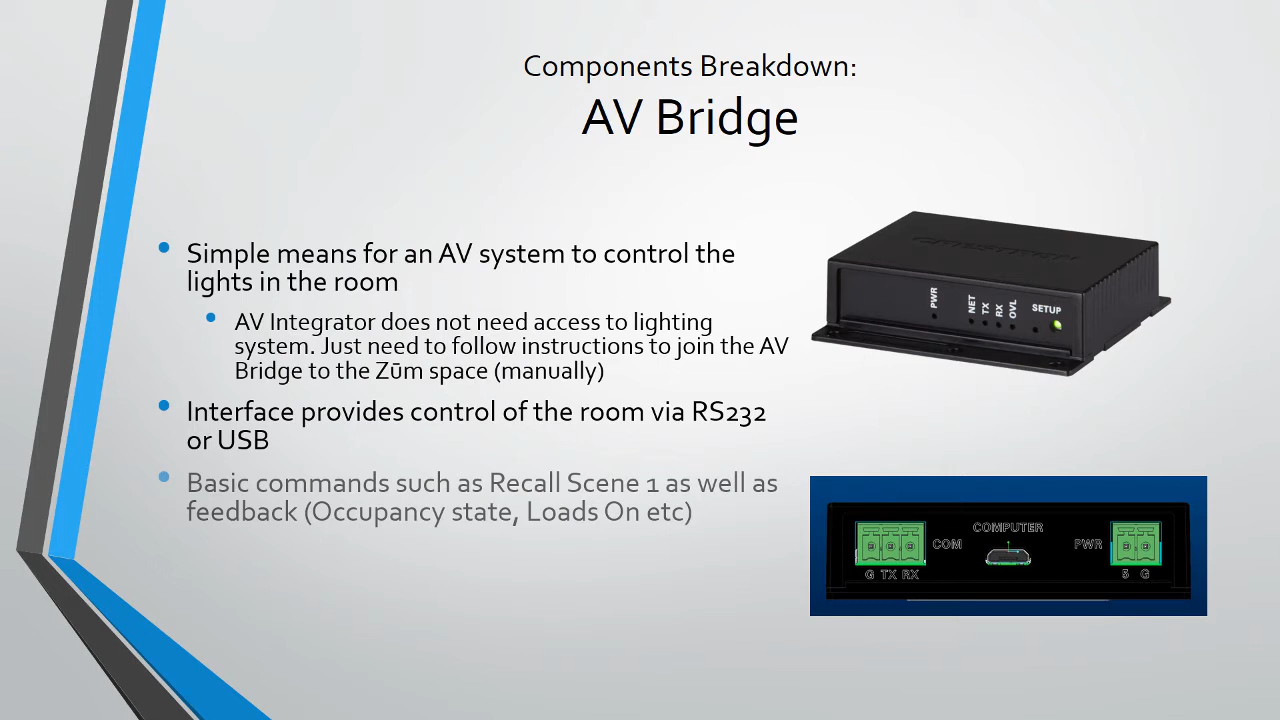 Components Breakdown:
AV Bridge
Simple means for an AV system to control the
lights in the room
AV Integrator does not need access to lighting
system. Just need to follow instructions to join the AV
Bridge to the Zūm space (manually)
Interface provides control of the room via RS232
or USB
Basic commands such as Recall Scene 1 as well as
feedback (Occupancy state, Loads On etc)
CRESTRON
PWR
NET
TX
RX
OVL
SETUP
COMPUTER
COM
PWR
G TX RX
5 G